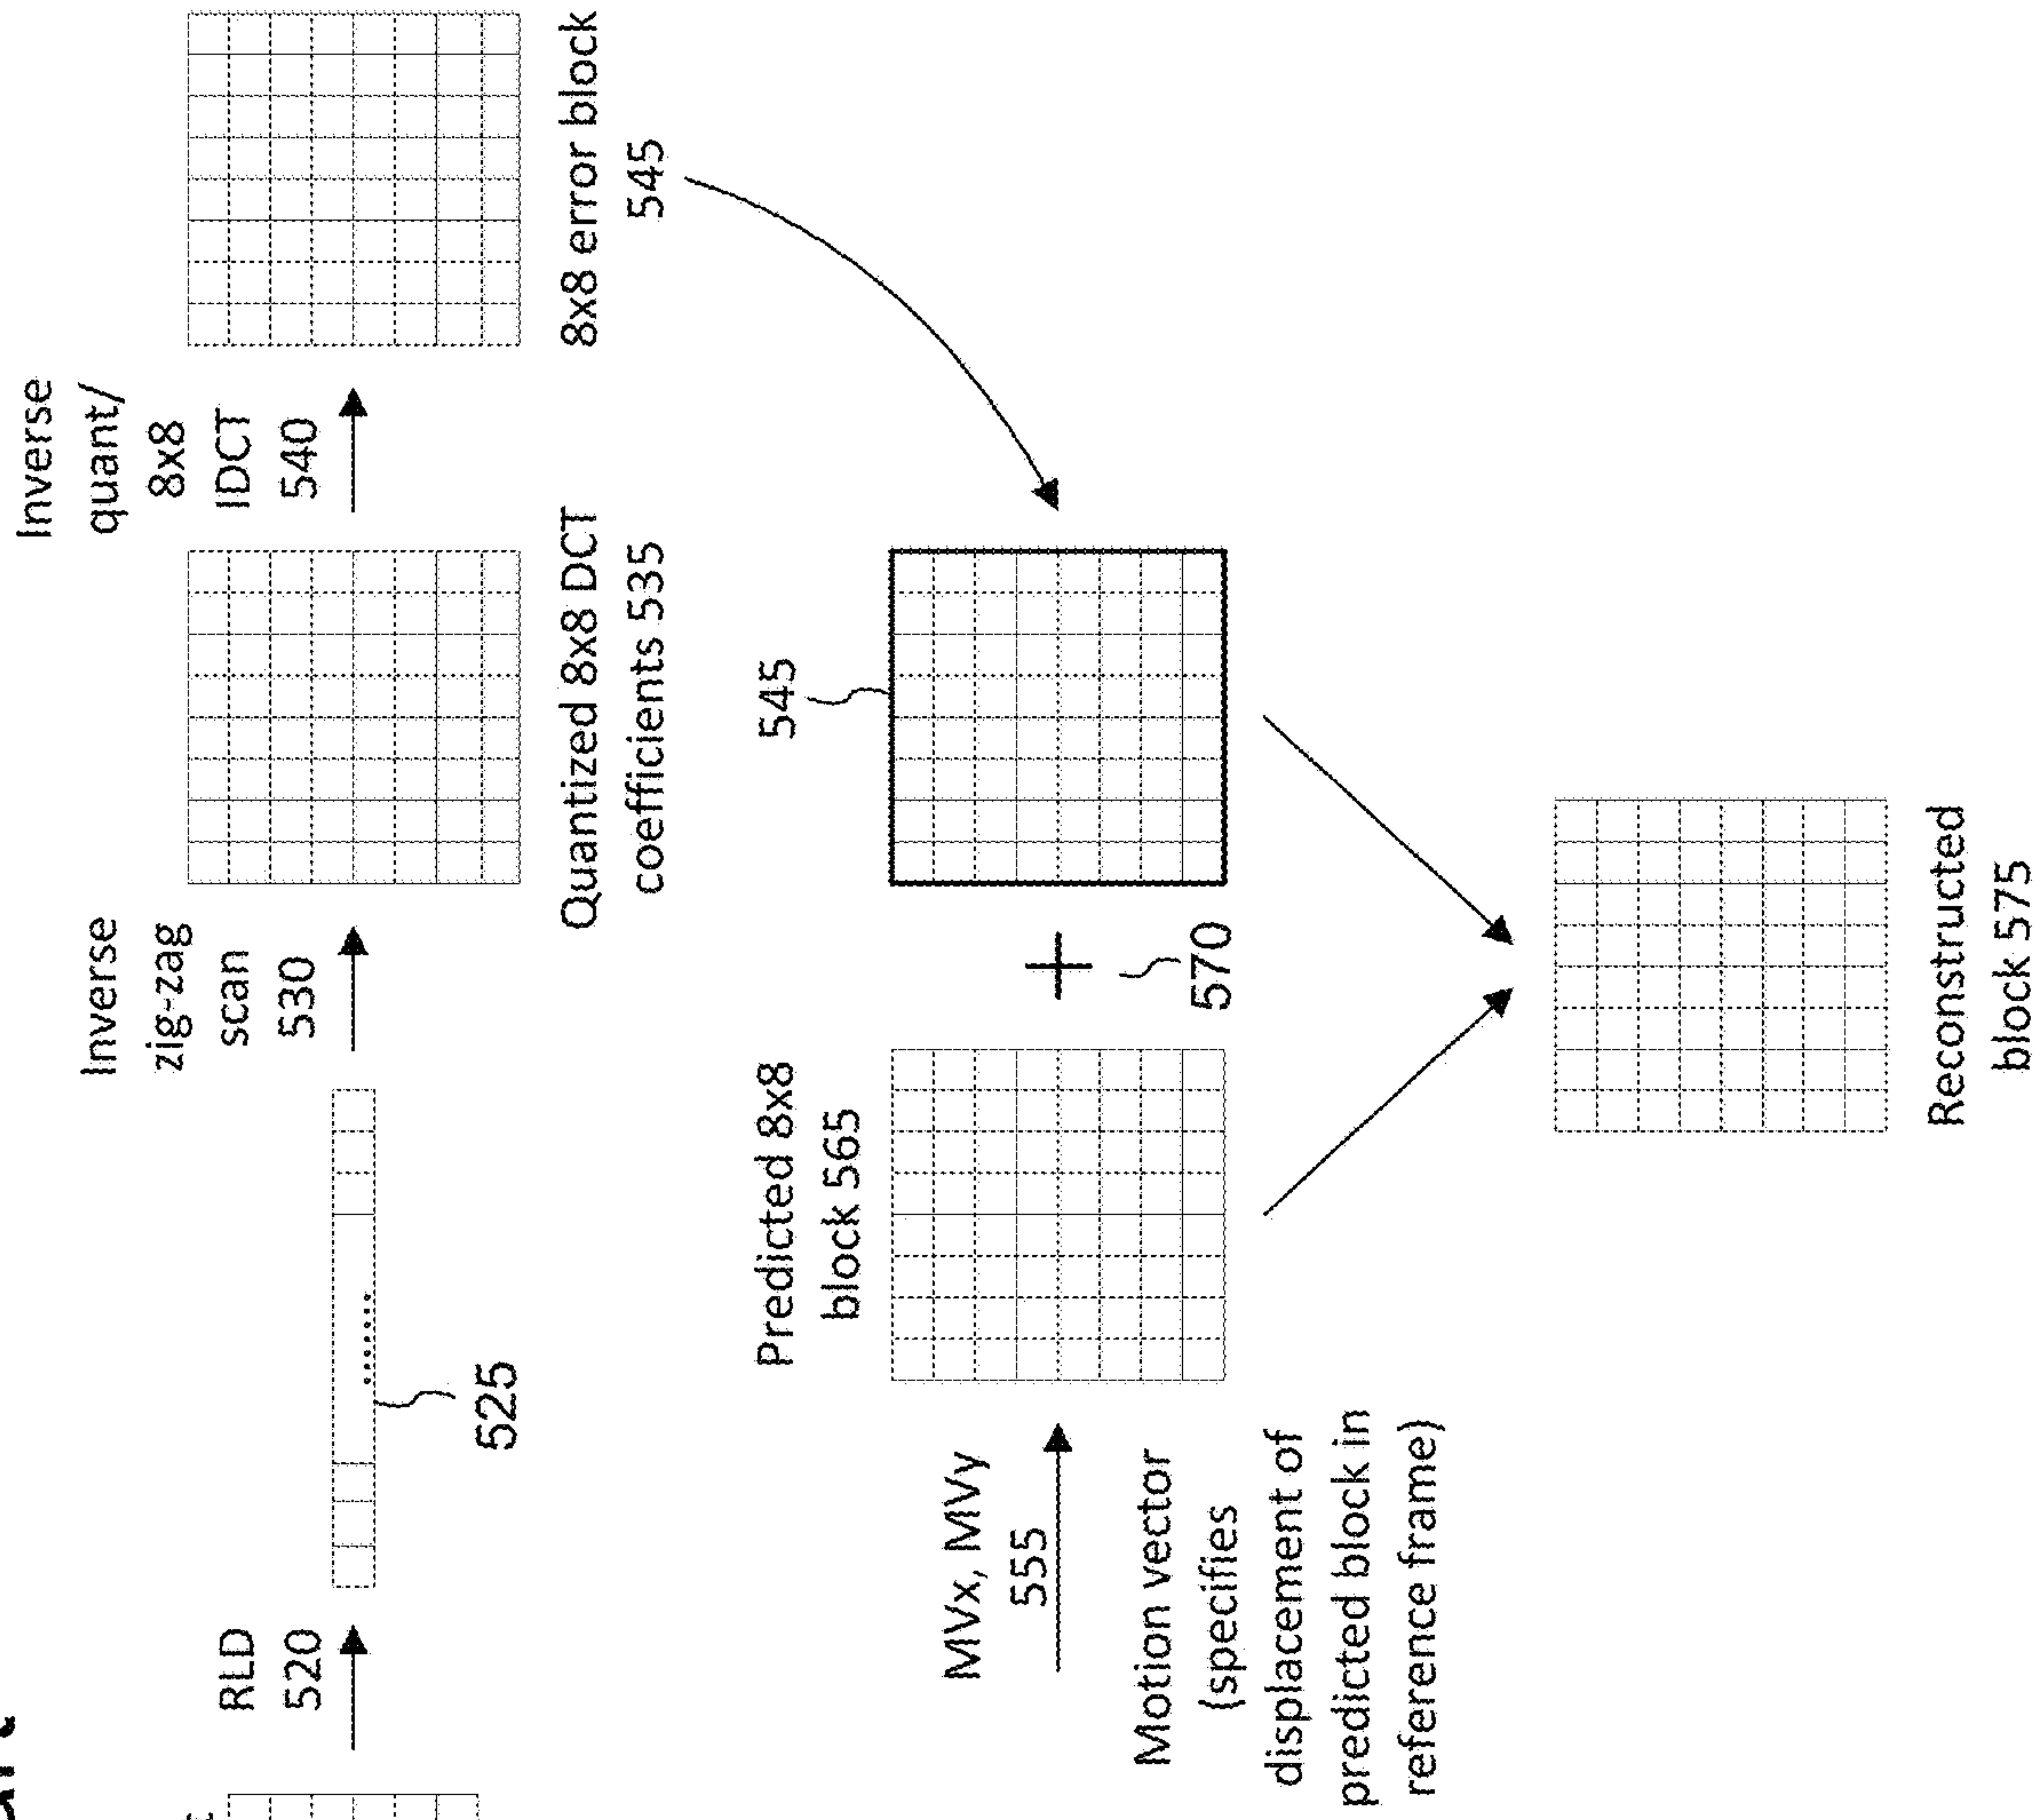 RLD
520
525
Inverse
zig-zag
scan
530
Quantized 8x8 DCT
coefficients 535
Inverse
quant/
8x8
IDCT
540
8x8 error block
545
MVx, MVy
555
Motion vector
(specifies
displacement of
predicted block in
reference frame)
Predicted 8x8
block 565
570
545
Reconstructed
block 575